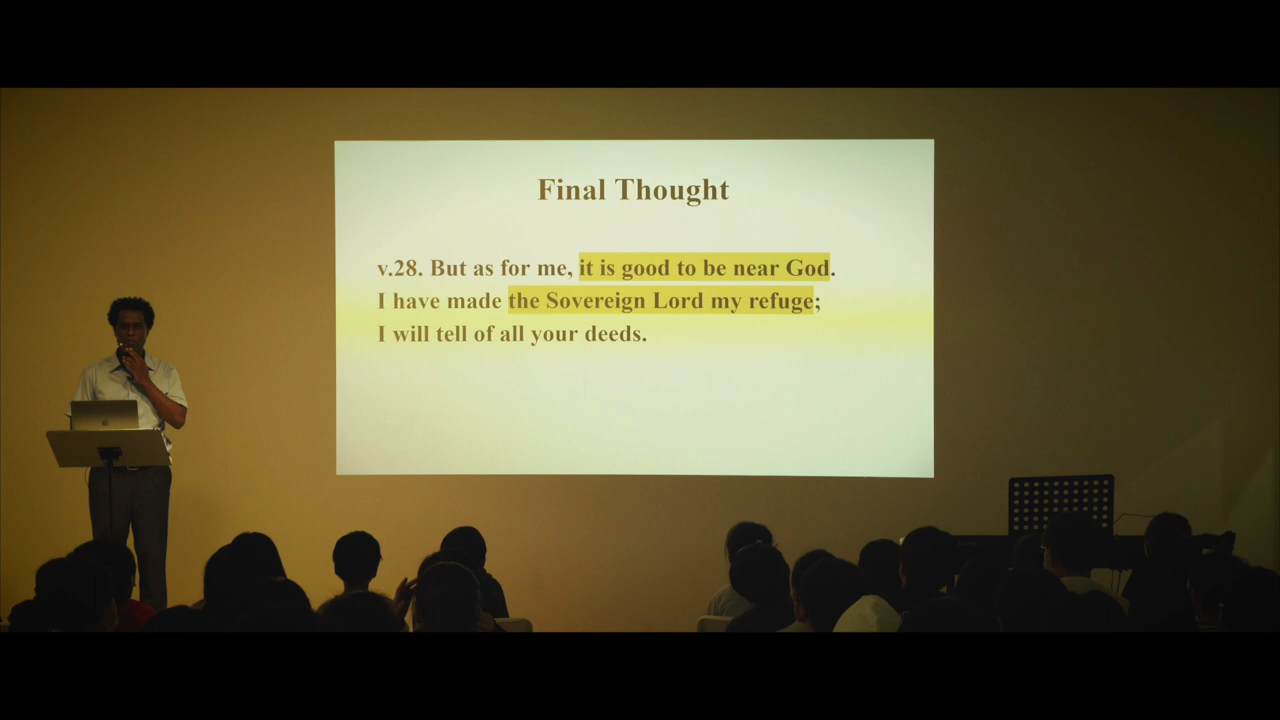 Final Thought
v.28. But as for me, it is good to be near God.
I have made the Sovereign Lord my refuge;
I will tell of all your deeds.